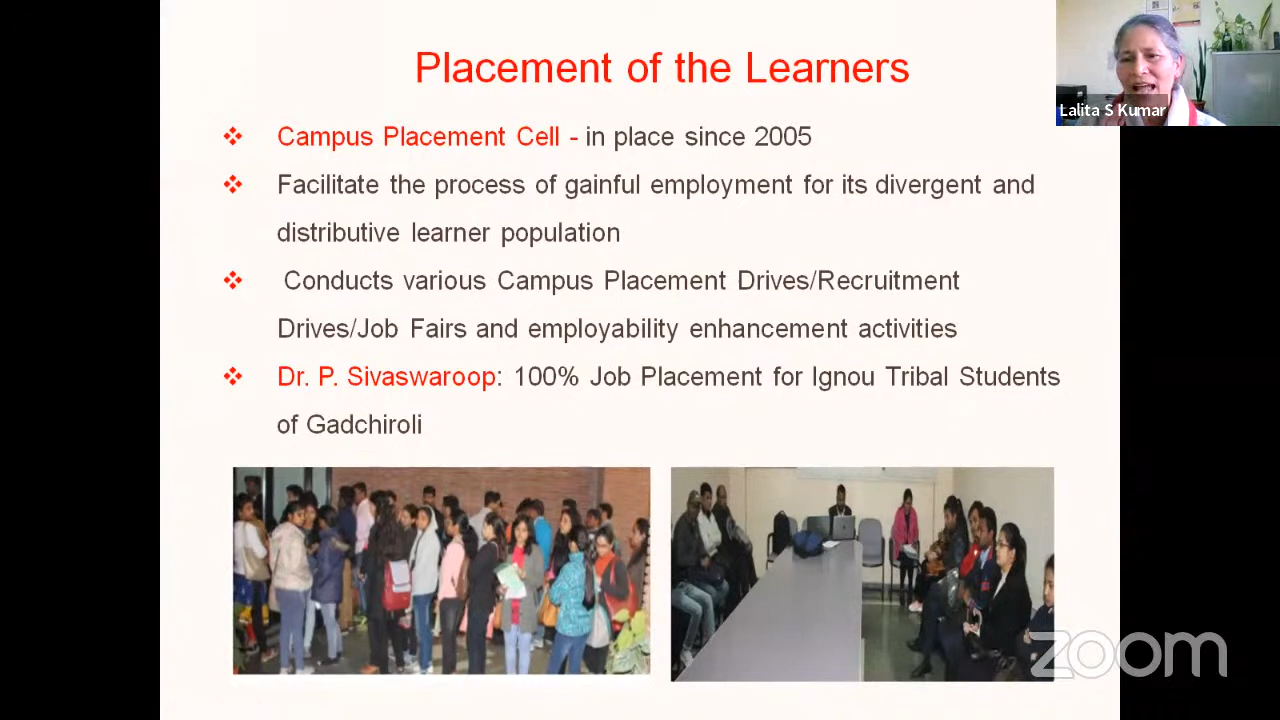 Placement of the Learners
Lalita S Kumar
❖ Campus Placement Cell - in place since 2005
❖ Facilitate the process of gainful employment for its divergent and
distributive learner population
❖ Conducts various Campus Placement Drives/Recruitment
Drives/Job Fairs and employability enhancement activities
❖ Dr. P. Sivaswaroop: 100% Job Placement for Ignou Tribal Students
of Gadchiroli
zoom